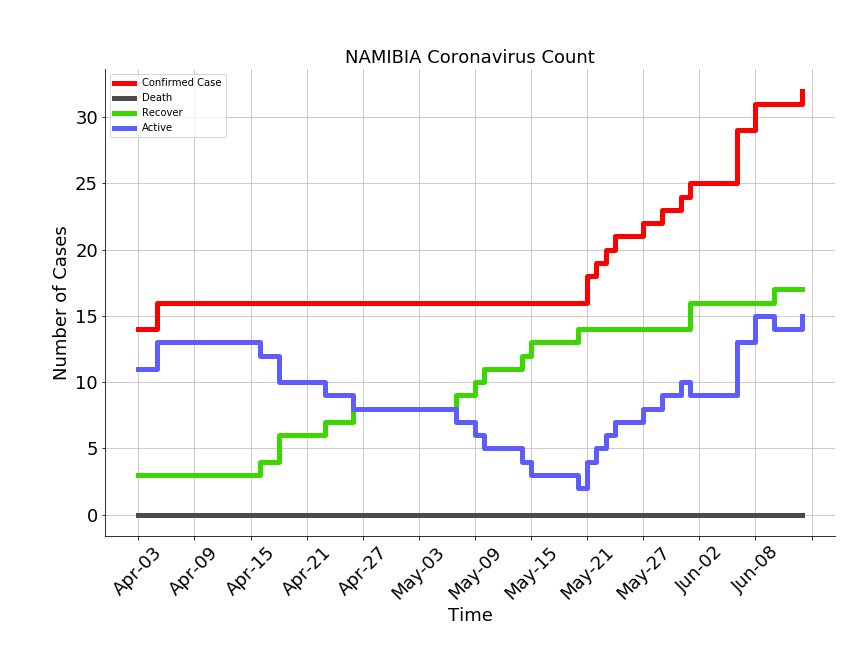 NAMIBIA Coronavirus Count
Confirmed Case
Death
Recover
Active
30
25
20
15
10
5
0
Number of Cases
Apr-03
Apr-09
Apr-15
Apr-21
Apr-27
May-03
May-09
May-15
May-21
May-27
Jun-02
Jun-08
Time